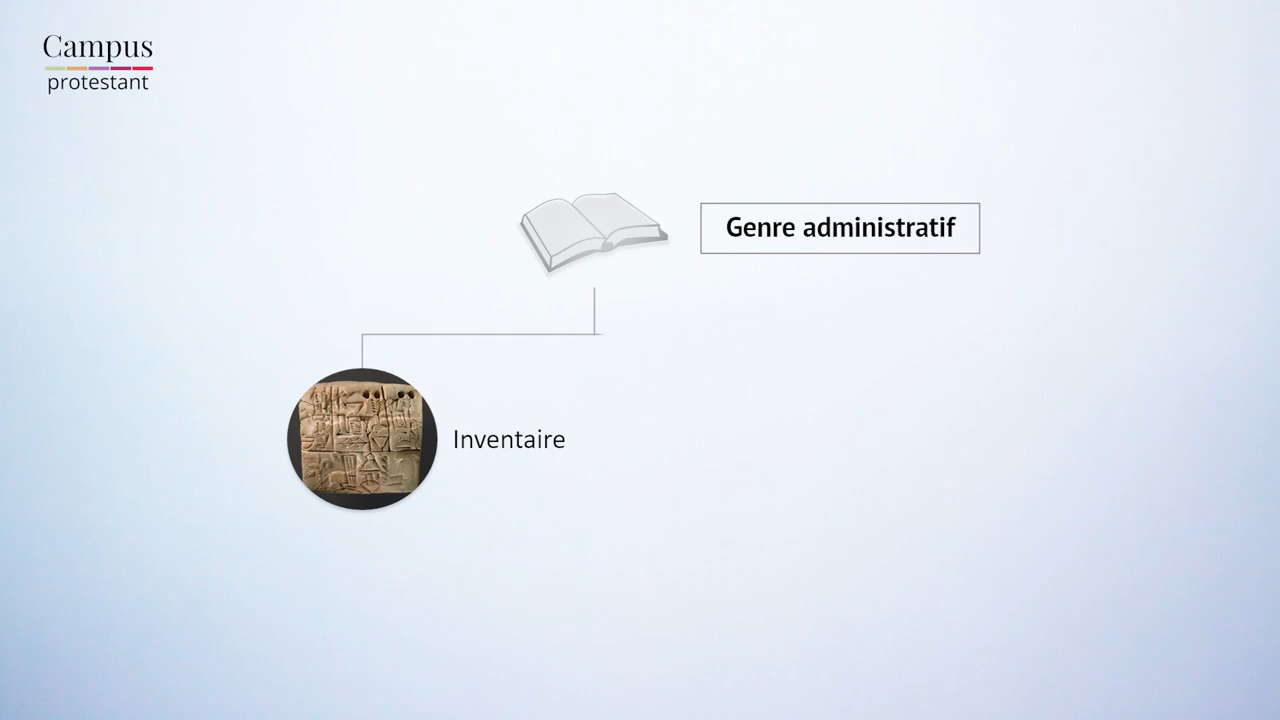 Campus
protestant
Genre administratif
Inventaire